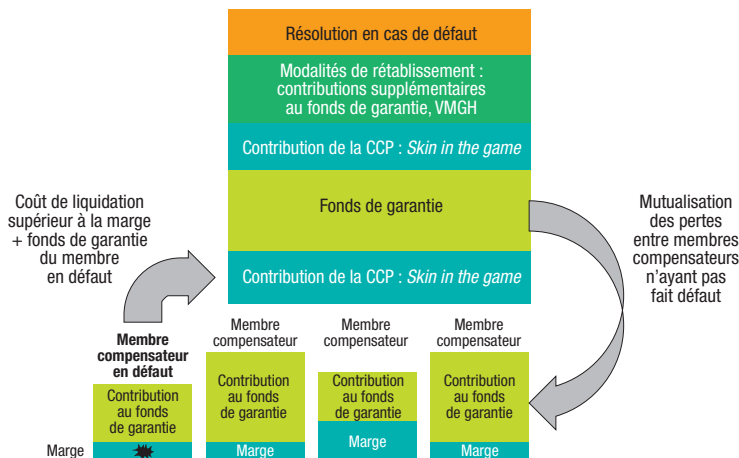 Résolution en cas de défaut
Modalités de rétablissement :
contributions supplémentaires
au fonds de garantie, VMGH
Contribution de la CCP : Skin in the game
Fonds de garantie
Contribution de la CCP : Skin in the game
Coût de liquidation
supérieur à la marge
+ fonds de garantie
du membre
en défaut
Mutualisation
des pertes
entre membres
compensateurs
n'ayant pas
fait défaut
Membre
compensateur
en défaut
Contribution
au fonds
de garantie
Marge
Membre
compensateur
Contribution
au fonds
de garantie
Marge
Membre
compensateur
Contribution
au fonds
de garantie
Marge
Membre
compensateur
Contribution
au fonds
de garantie
Marge